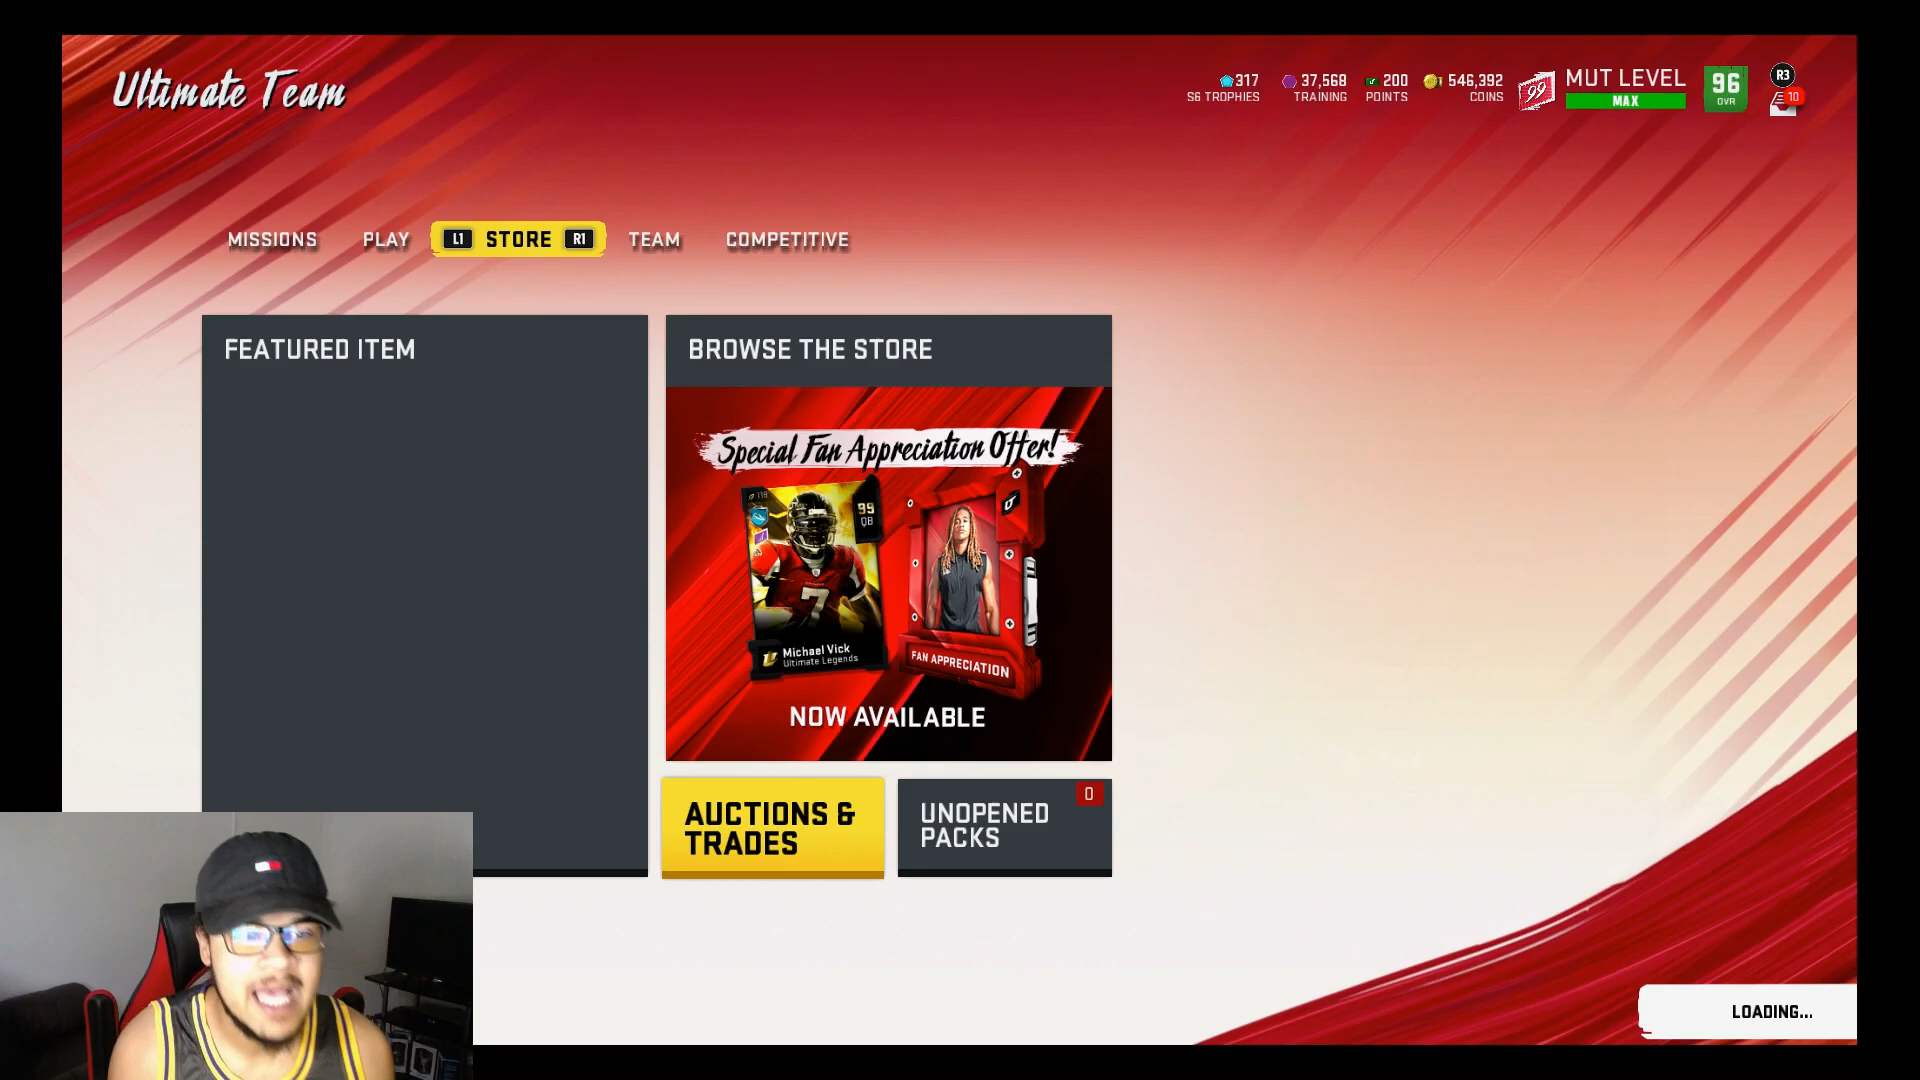 Ultimate Team
317
S6 TROPHIES
37,568
TRAINING
200
POINTS
546,392
COINS
99
MUT LEVEL
MAX
96
OVR
R3
10
MISSIONS
PLAY
L1
STORE
R1
TEAM
COMPETITIVE
FEATURED ITEM
BROWSE THE STORE
Special Fan Appreciation Offer!
99
QB
7
Michael Vick
Ultimate Legends
FAN APPRECIATION
NOW AVAILABLE
AUCTIONS &
TRADES
UNOPENED
PACKS
0
LOADING...